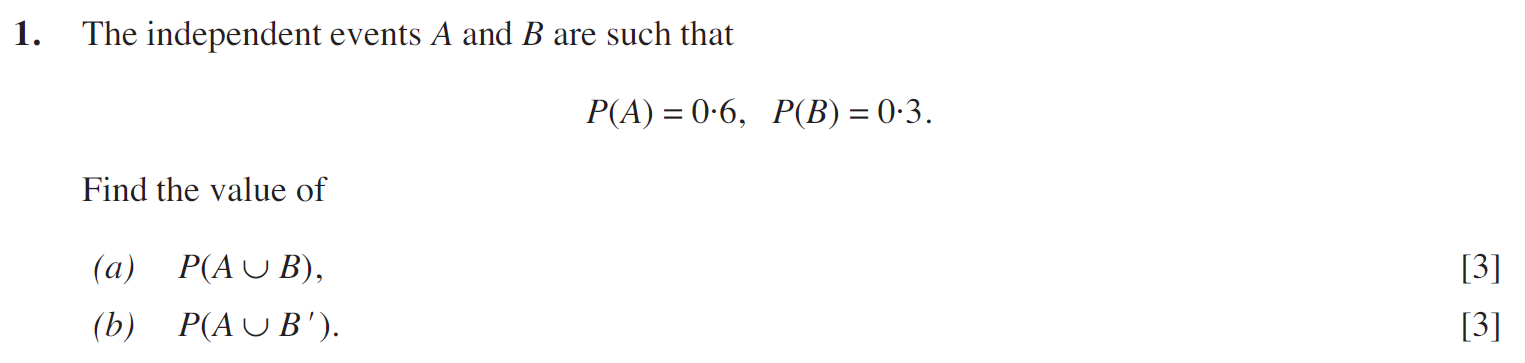 1. The independent events A and B are such that
P(A) = 0·6, P(B) = 0·3.
Find the value of
(a) P(A ∪ B), [3]
(b) P(A ∪ B′). [3]